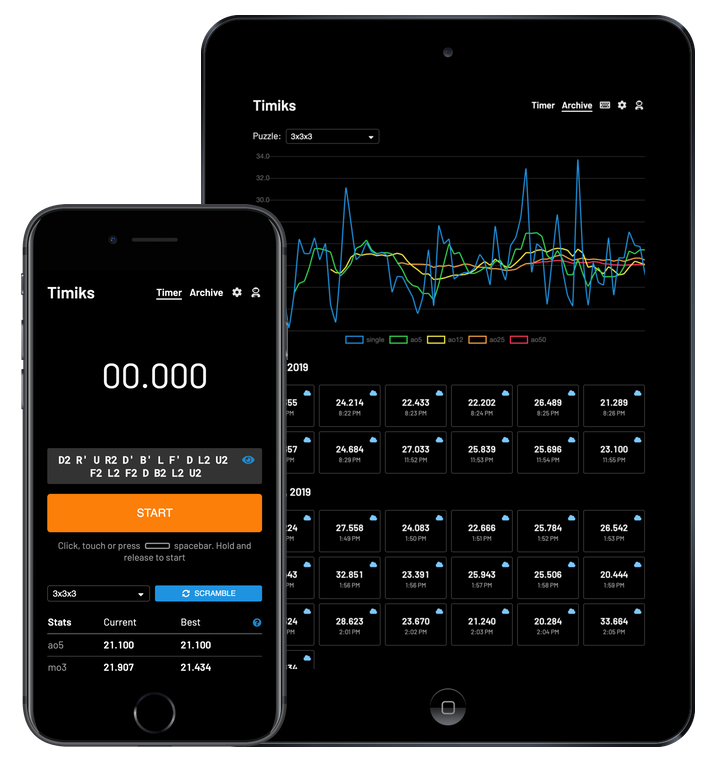 Timiks
Timer Archive
Puzzle: 3x3x3
34.0
32.0
30.0
single ao5 ao12 ao25 ao50
2019
24.214 22.433 22.202 26.489 21.289
PM 8:22 PM 8:23 PM 8:24 PM 8:25 PM 8:26 PM
24.684 27.033 25.839 25.696 23.100
PM 8:29 PM 11:52 PM 11:53 PM 11:54 PM 11:55 PM
2019
27.558 24.083 22.666 25.784 26.542
PM 1:49 PM 1:50 PM 1:51 PM 1:52 PM 1:53 PM
32.851 23.391 25.943 25.506 20.444
PM 1:56 PM 1:56 PM 1:57 PM 1:58 PM 1:59 PM
28.623 23.670 21.240 20.284 33.664
PM 2:01 PM 2:02 PM 2:03 PM 2:04 PM 2:05 PM
Timiks
Timer Archive
00.000
D2 R' U R2 D' B' L F' D L2 U2
F2 L2 F2 D B2 L2 U2
START
Click, touch or press spacebar. Hold and
release to start
3x3x3 SCRAMBLE
Stats Current Best
ao5 21.100 21.100
mo3 21.907 21.434